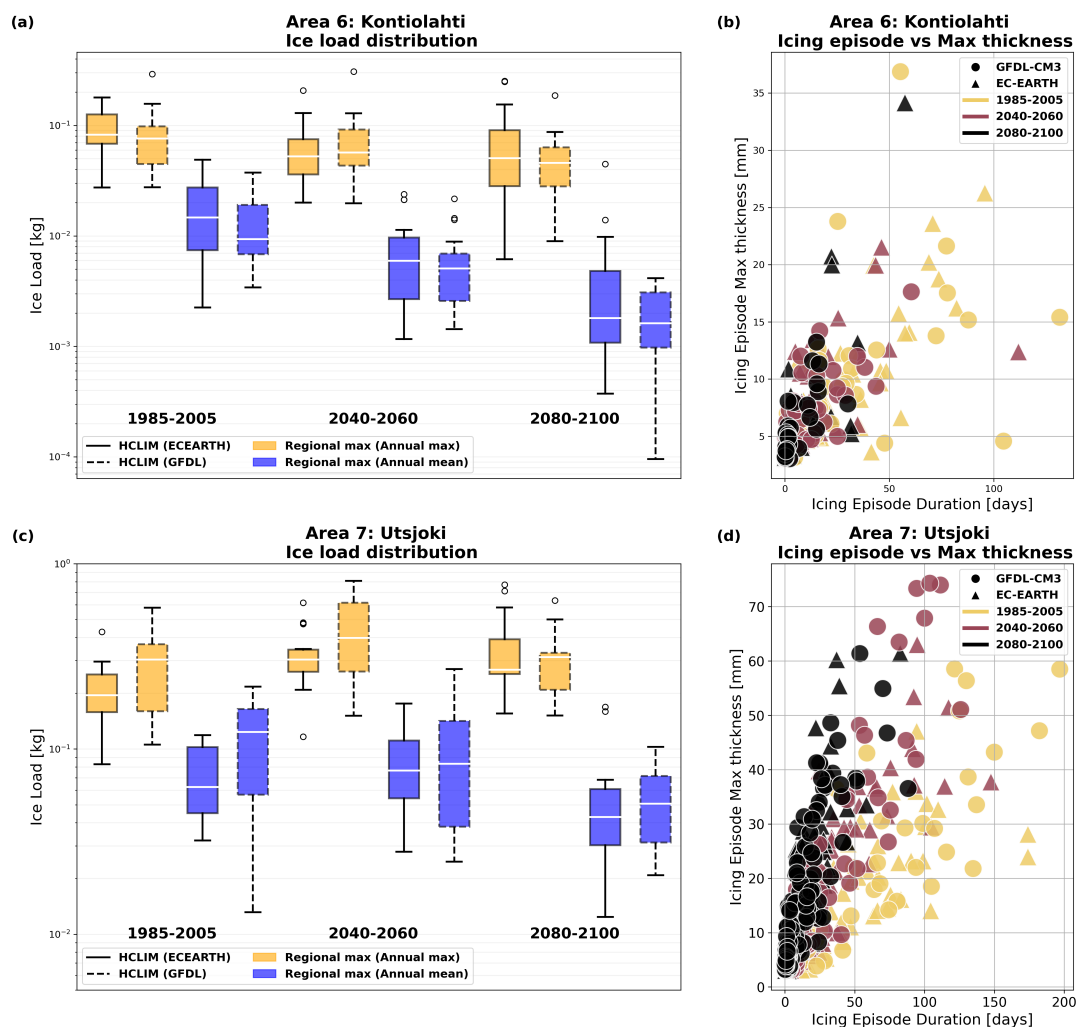 (a)
Area 6: Kontiolahti
Ice load distribution
Ice Load [kg]
10⁻¹
10⁻²
10⁻³
10⁻⁴
1985-2005
2040-2060
2080-2100
HCLIM (ECEARTH)
HCLIM (GFDL)
Regional max (Annual max)
Regional max (Annual mean)
(b)
Area 6: Kontiolahti
Icing episode vs Max thickness
Icing Episode Max thickness [mm]
35
30
25
20
15
10
5
GFDL-CM3
EC-EARTH
1985-2005
2040-2060
2080-2100
0
50
100
Icing Episode Duration [days]
(c)
Area 7: Utsjoki
Ice load distribution
Ice Load [kg]
10⁰
10⁻¹
10⁻²
1985-2005
2040-2060
2080-2100
HCLIM (ECEARTH)
HCLIM (GFDL)
Regional max (Annual max)
Regional max (Annual mean)
(d)
Area 7: Utsjoki
Icing episode vs Max thickness
Icing Episode Max thickness [mm]
70
60
50
40
30
20
10
0
GFDL-CM3
EC-EARTH
1985-2005
2040-2060
2080-2100
0
50
100
150
200
Icing Episode Duration [days]